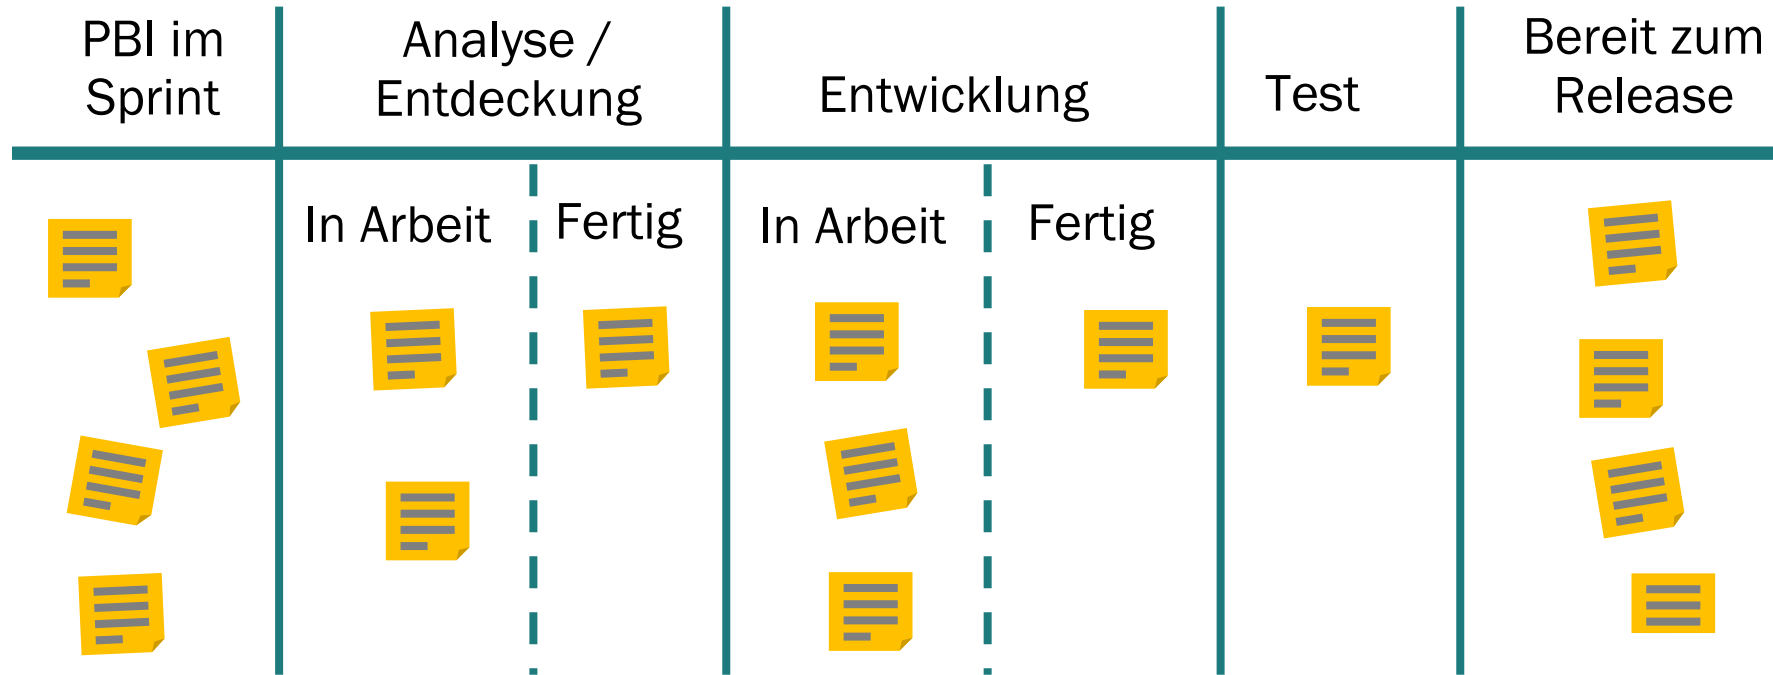 PBI im
Sprint
Analyse /
Entdeckung
Entwicklung
Test
Bereit zum
Release
In Arbeit
Fertig
In Arbeit
Fertig